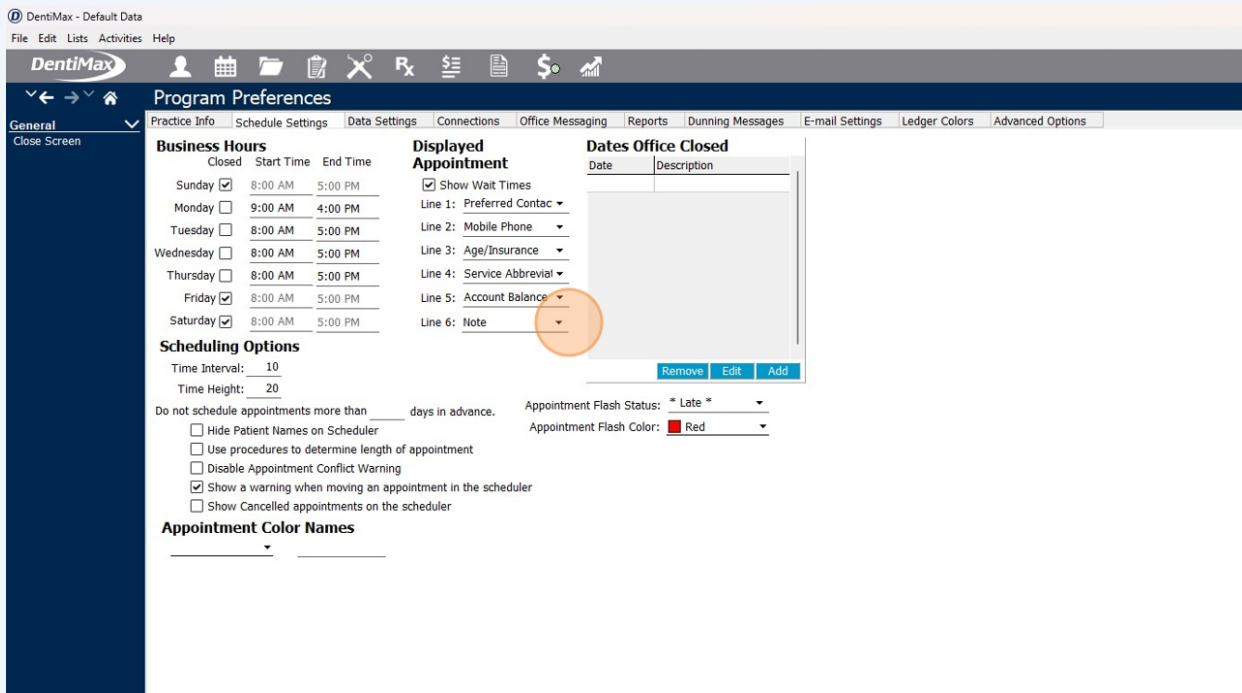 DentiMax - Default Data
File Edit Lists Activities Help
DentiMax
Program Preferences
General
Close Screen
Practice Info Schedule Settings Data Settings Connections Office Messaging Reports Dunning Messages E-mail Settings Ledger Colors Advanced Options
Business Hours
Closed Start Time End Time
Sunday 8:00 AM 5:00 PM
Monday 9:00 AM 4:00 PM
Tuesday 8:00 AM 5:00 PM
Wednesday 8:00 AM 5:00 PM
Thursday 8:00 AM 5:00 PM
Friday 8:00 AM 5:00 PM
Saturday 8:00 AM 5:00 PM
Displayed
Appointment
Show Wait Times
Line 1: Preferred Contac
Line 2: Mobile Phone
Line 3: Age/Insurance
Line 4: Service Abbreviat
Line 5: Account Balance
Line 6: Note
Dates Office Closed
Date Description
Remove Edit Add
Scheduling Options
Time Interval: 10
Time Height: 20
Do not schedule appointments more than days in advance.
Hide Patient Names on Scheduler
Use procedures to determine length of appointment
Disable Appointment Conflict Warning
Show a warning when moving an appointment in the scheduler
Show Cancelled appointments on the scheduler
Appointment Flash Status: * Late *
Appointment Flash Color: Red
Appointment Color Names